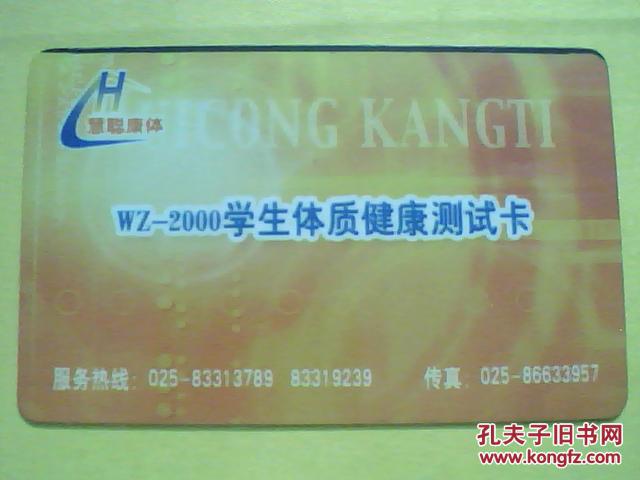 H
慧聪康体
HICONG KANGTI
WZ-2000学生体质健康测试卡
服务热线: 025-83313789 83319239 传真: 025-86633957
孔夫子旧书网
www.kongfz.com